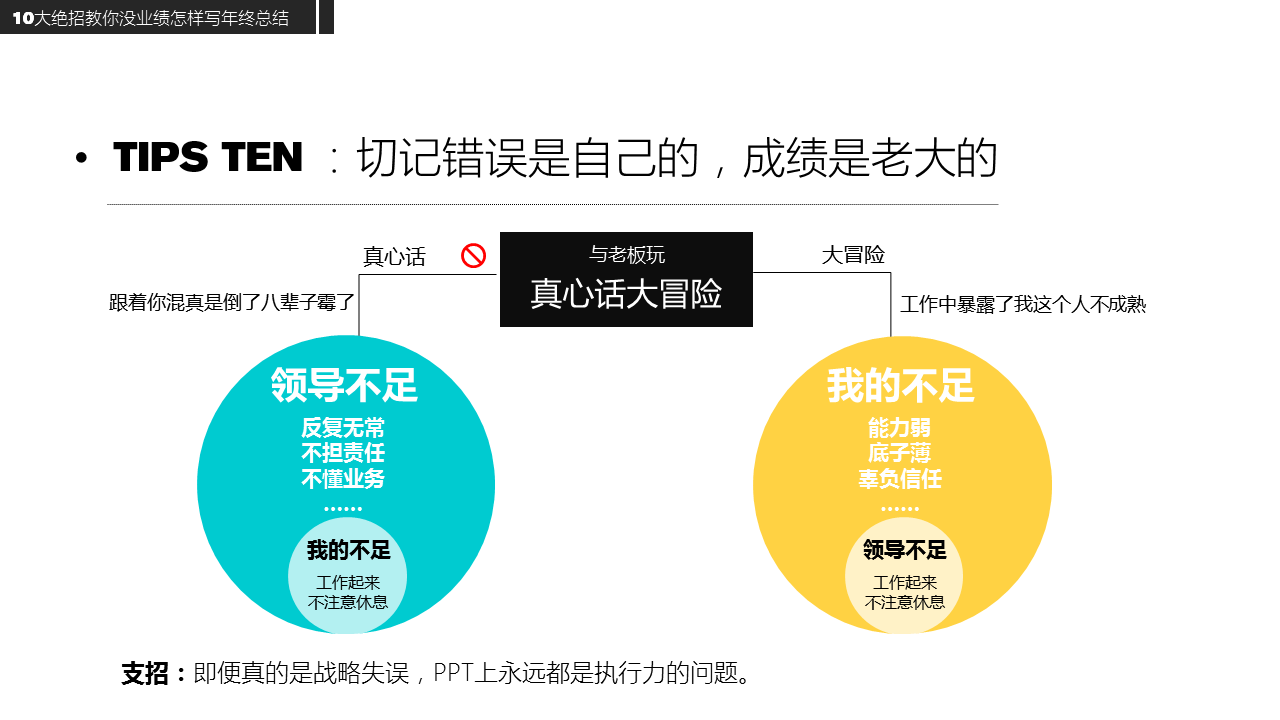 10大绝招教你没业绩怎样写年终总结
• TIPS TEN ：切记错误是自己的，成绩是老大的
真心话
与老板玩
真心话大冒险
大冒险
跟着你混真是倒了八辈子霉了
工作中暴露了我这个人不成熟
领导不足
反复无常
不担责任
不懂业务
……
我的不足
工作起来
不注意休息
我的不足
能力弱
底子薄
辜负信任
……
领导不足
工作起来
不注意休息
支招：即便真的是战略失误，PPT上永远都是执行力的问题。